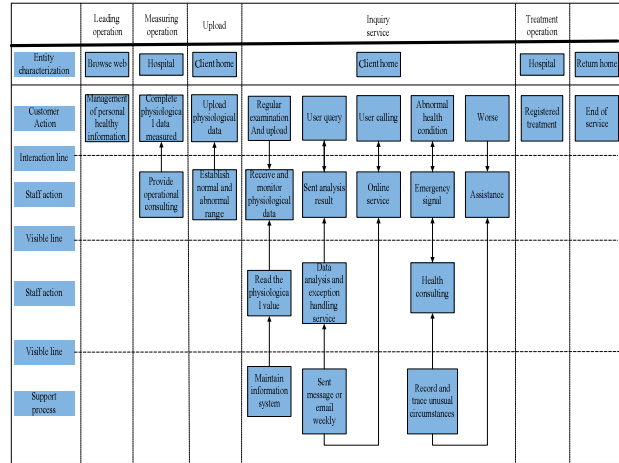 Leading
operation
Measuring
operation
Upload
Inquiry
service
Treatment
operation
Entity
characterization
Browse web
Hospital
Client home
Client home
Hospital
Return home
Customer
Action
Management
of personal
healthy
information
Complete
physiologica
l data
measured
Upload
physiological
data
Regular
examination
And upload
User query
User calling
Abnormal
health
condition
Worse
Registered
treatment
End of
service
Interaction line
Staff action
Provide
operational
consulting
Establish
normal and
abnormal
range
Receive and
monitor
physiological
data
Sent analysis
result
Online
service
Emergency
signal
Assistance
Visible line
Staff action
Read the
physiologica
l value
Data
analysis and
exception
handling
service
Health
consulting
Visible line
Support
process
Maintain
information
system
Sent
message or
email
weekly
Record and
trace unusual
circumstances